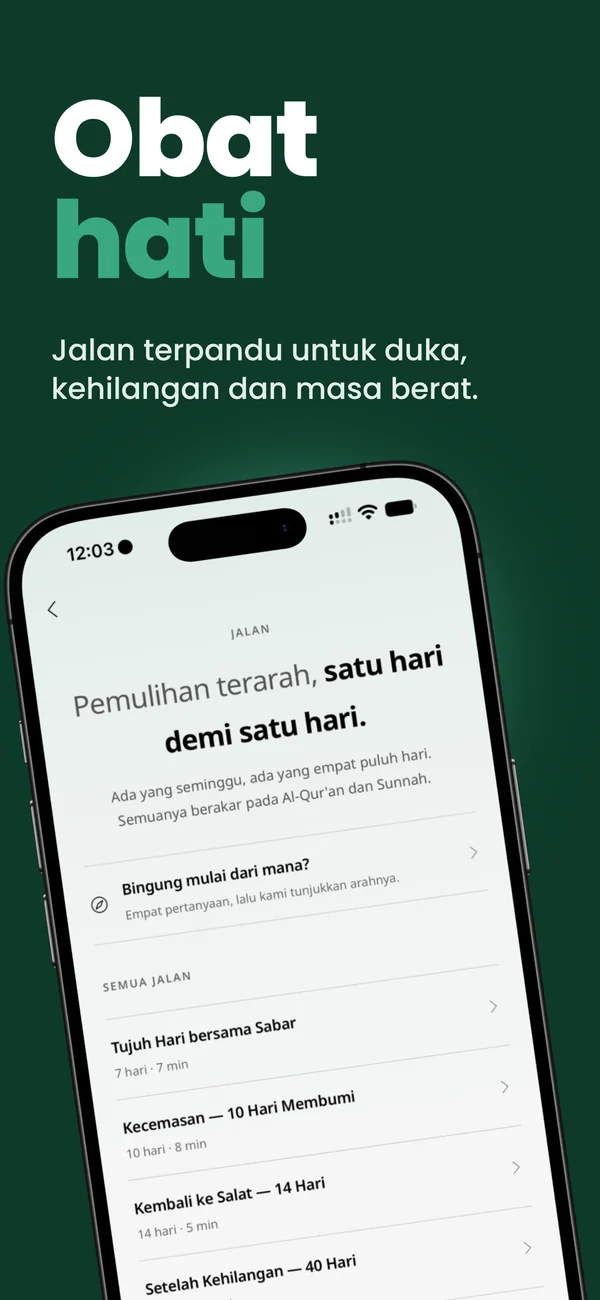 Obat
hati
Jalan terpandu untuk duka,
kehilangan dan masa berat.
12:03
JALAN
Pemulihan terarah, satu hari
demi satu hari.
Ada yang seminggu, ada yang empat puluh hari.
Semuanya berakar pada Al-Qur'an dan Sunnah.
Bingung mulai dari mana?
Empat pertanyaan, lalu kami tunjukkan arahnya.
SEMUA JALAN
Tujuh Hari bersama Sabar
7 hari · 7 min
Kecemasan — 10 Hari Membumi
10 hari · 8 min
Kembali ke Salat — 14 Hari
14 hari · 5 min
Setelah Kehilangan — 40 Hari